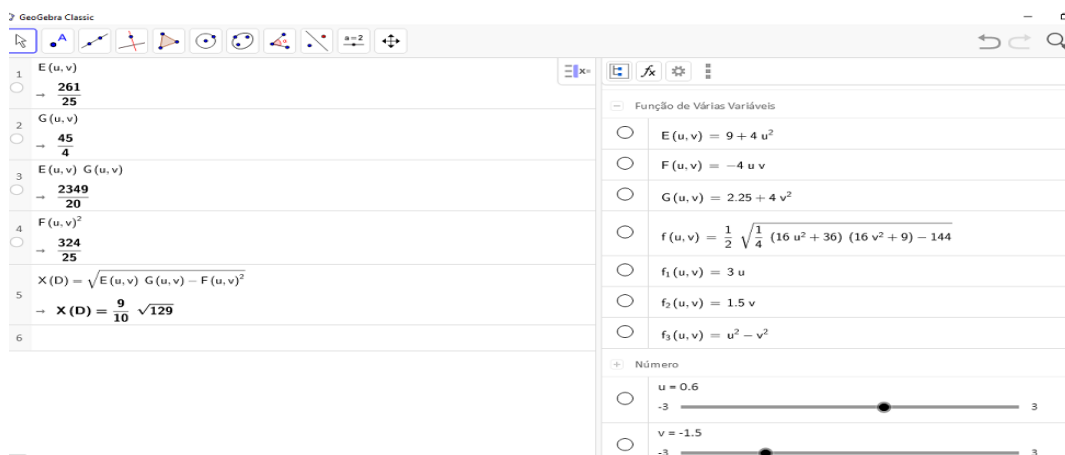 GeoGebra Classic
a=2
1 E(u,v)
→ 261/25
2 G(u,v)
→ 45/4
3 E(u,v) G(u,v)
→ 2349/20
4 F(u,v)²
→ 324/25
5 X(D) = √(E(u,v) G(u,v) − F(u,v)²)
→ X(D) = 9/10 √129
6
x=
fx
Função de Várias Variáveis
E(u,v) = 9 + 4 u²
F(u,v) = −4 u v
G(u,v) = 2.25 + 4 v²
f(u,v) = 1/2 √(1/4 (16 u² + 36) (16 v² + 9) − 144
f₁(u,v) = 3 u
f₂(u,v) = 1.5 v
f₃(u,v) = u² − v²
Número
u = 0.6
-3 3
v = -1.5
-3 3